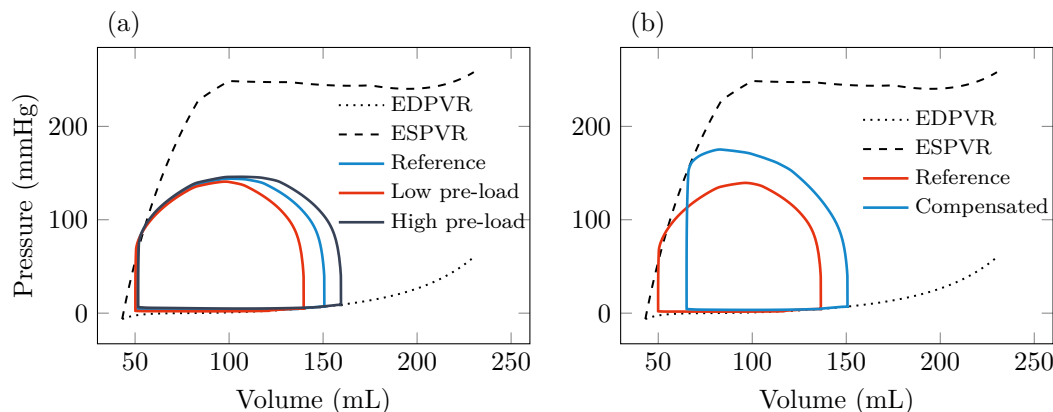 (a)
Pressure (mmHg)
200
100
0
EDPVR
ESPVR
Reference
Low pre-load
High pre-load
50
100
150
200
250
Volume (mL)
(b)
200
100
0
EDPVR
ESPVR
Reference
Compensated
50
100
150
200
250
Volume (mL)